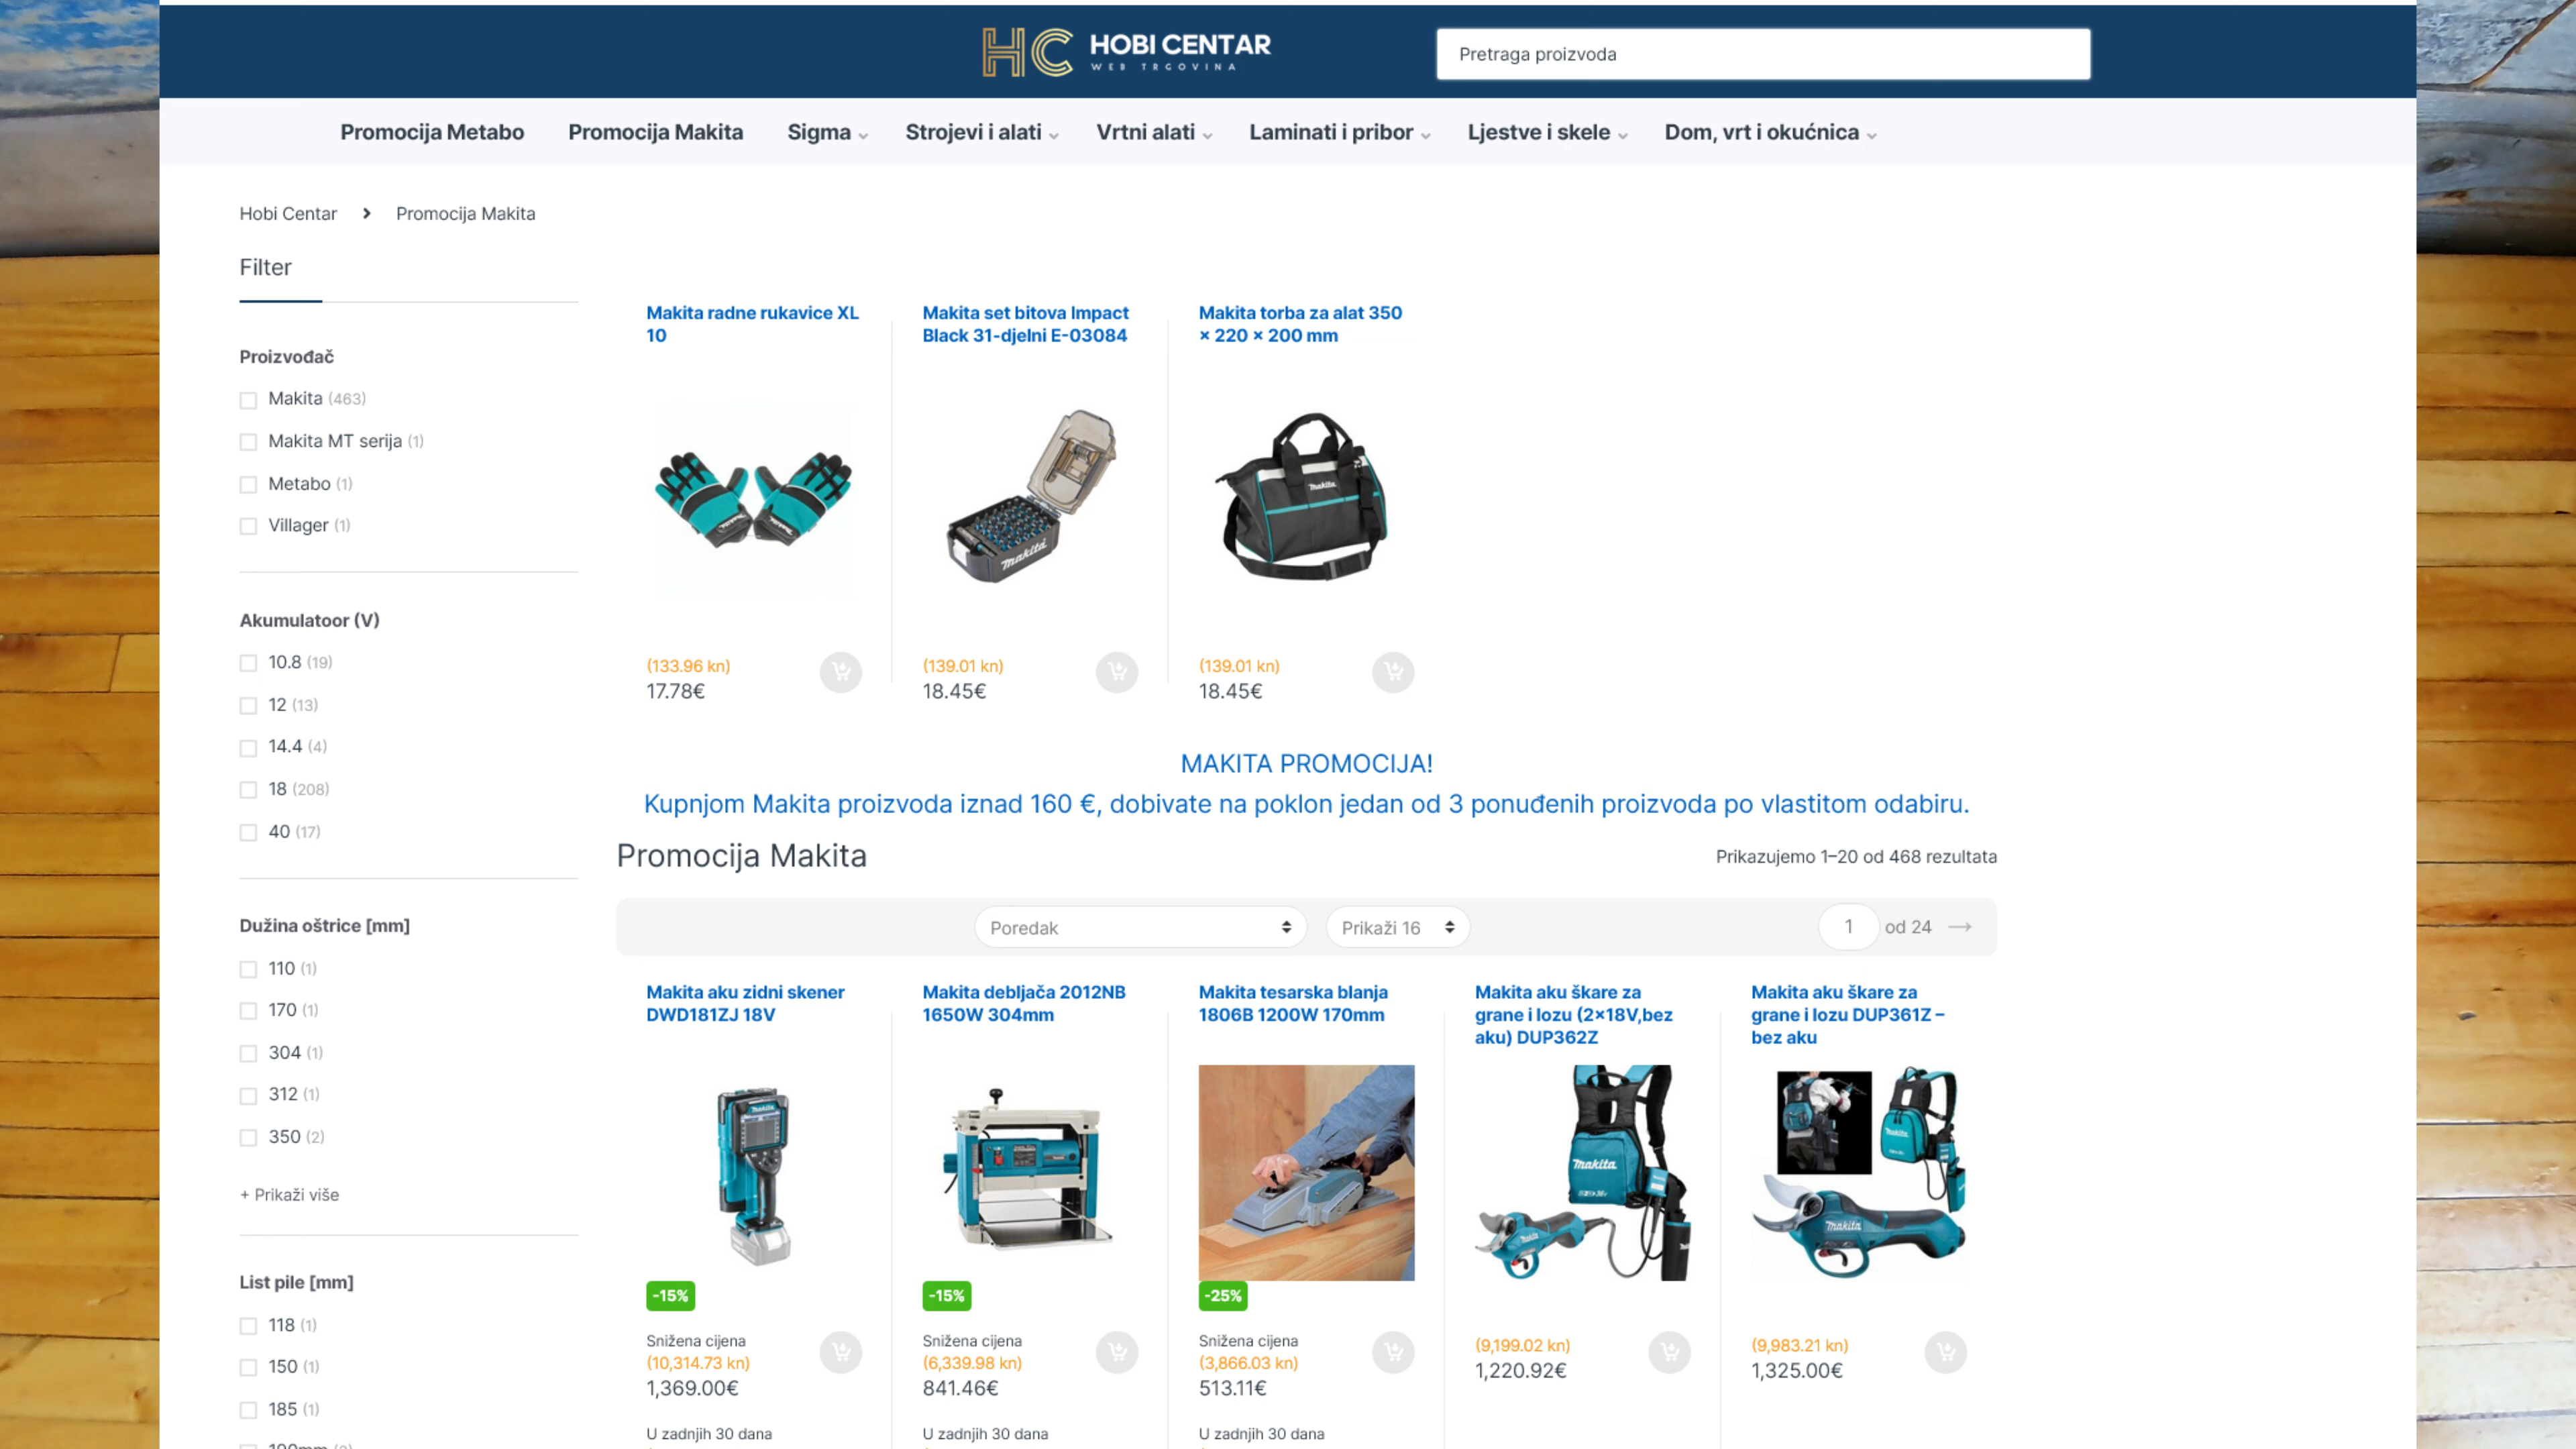 HC HOBI CENTAR
WEB TRGOVINA
Pretraga proizvoda
Promocija Metabo Promocija Makita Sigma Strojevi i alati Vrtni alati Laminati i pribor Ljestve i skele Dom, vrt i okućnica
Hobi Centar > Promocija Makita
Filter
Proizvođač
Makita (463)
Makita MT serija (1)
Metabo (1)
Villager (1)
Akumulatoor (V)
10.8 (19)
12 (13)
14.4 (4)
18 (208)
40 (17)
Dužina oštrice [mm]
110 (1)
170 (1)
304 (1)
312 (1)
350 (2)
+ Prikaži više
List pile [mm]
118 (1)
150 (1)
185 (1)
Makita radne rukavice XL
10
(133.96 kn)
17.78€
Makita set bitova Impact
Black 31-djelni E-03084
makita
(139.01 kn)
18.45€
Makita torba za alat 350
× 220 × 200 mm
makita
(139.01 kn)
18.45€
MAKITA PROMOCIJA!
Kupnjom Makita proizvoda iznad 160 €, dobivate na poklon jedan od 3 ponuđenih proizvoda po vlastitom odabiru.
Promocija Makita
Prikazujemo 1–20 od 468 rezultata
Poredak Prikaži 16 1 od 24 →
Makita aku zidni skener
DWD181ZJ 18V
makita
-15%
Snižena cijena
(10,314.73 kn)
1,369.00€
U zadnjih 30 dana
Makita debljača 2012NB
1650W 304mm
-15%
Snižena cijena
(6,339.98 kn)
841.46€
U zadnjih 30 dana
Makita tesarska blanja
1806B 1200W 170mm
-25%
Snižena cijena
(3,866.03 kn)
513.11€
U zadnjih 30 dana
Makita aku škare za
grane i lozu (2×18V,bez
aku) DUP362Z
makita
makita
(9,199.02 kn)
1,220.92€
Makita aku škare za
grane i lozu DUP361Z –
bez aku
makita
makita
(9,983.21 kn)
1,325.00€